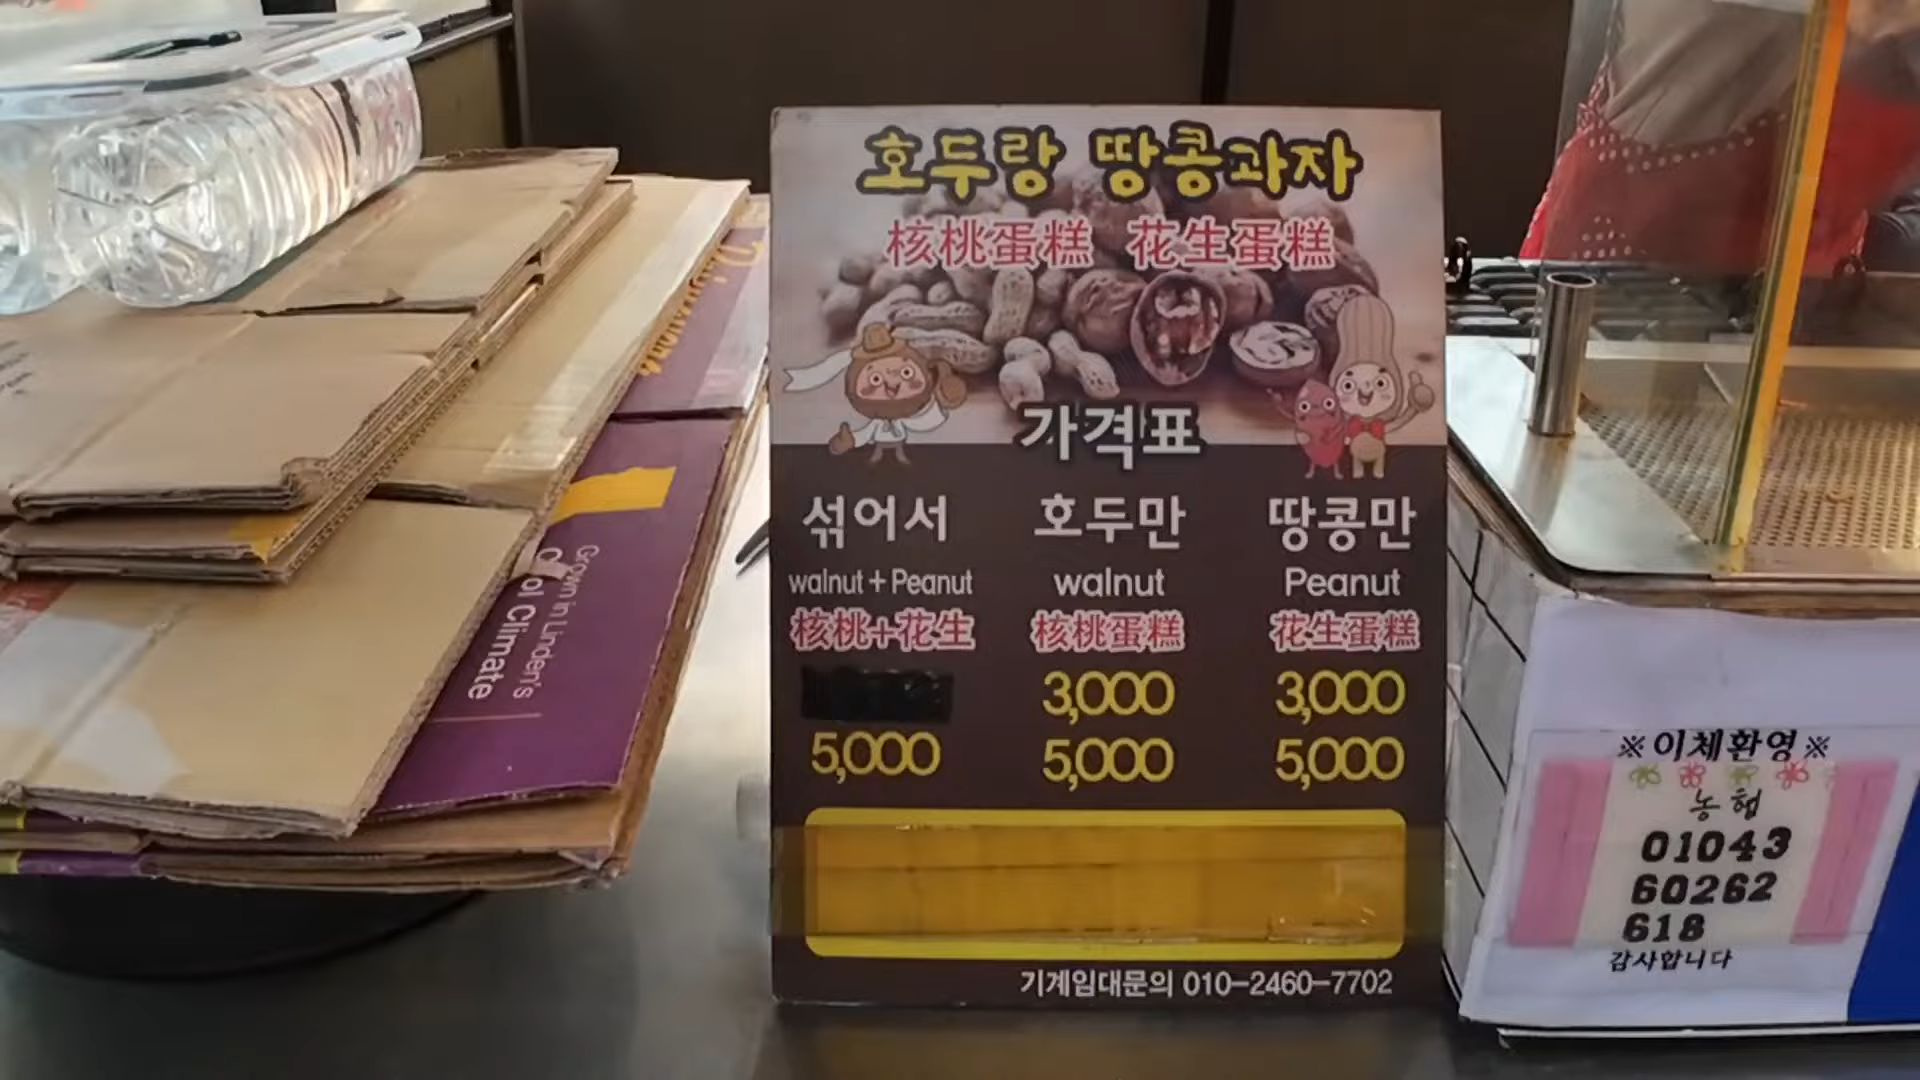 호두랑 땅콩과자
核桃蛋糕 花生蛋糕
가격표
섞어서 호두만 땅콩만
walnut + Peanut walnut Peanut
核桃+花生 核桃蛋糕 花生蛋糕
3,000 3,000
5,000 5,000 5,000
기계임대문의 010-2460-7702
Grown in Linden's
Climate
※이체환영※
농협
01043
60262
618
감사합니다